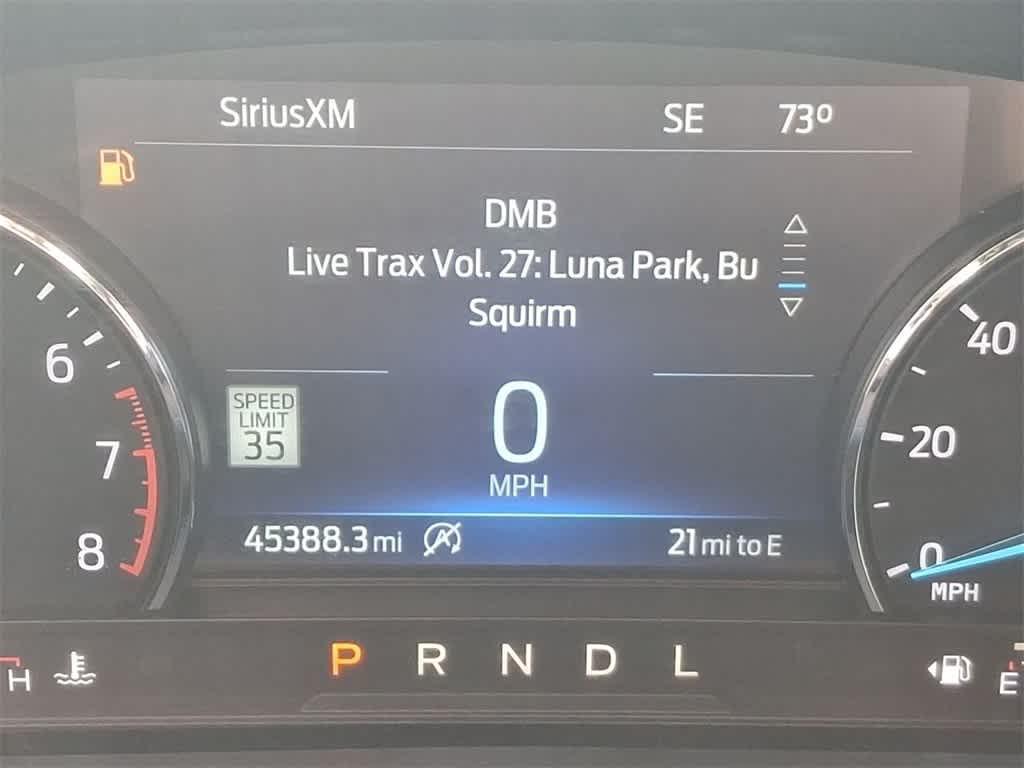 SiriusXM SE 73°
DMB
Live Trax Vol. 27: Luna Park, Bu
Squirm
SPEED
LIMIT
35
0
MPH
45388.3 mi
21 mi to E
6
7
8
40
20
0
MPH
H
P R N D L
E